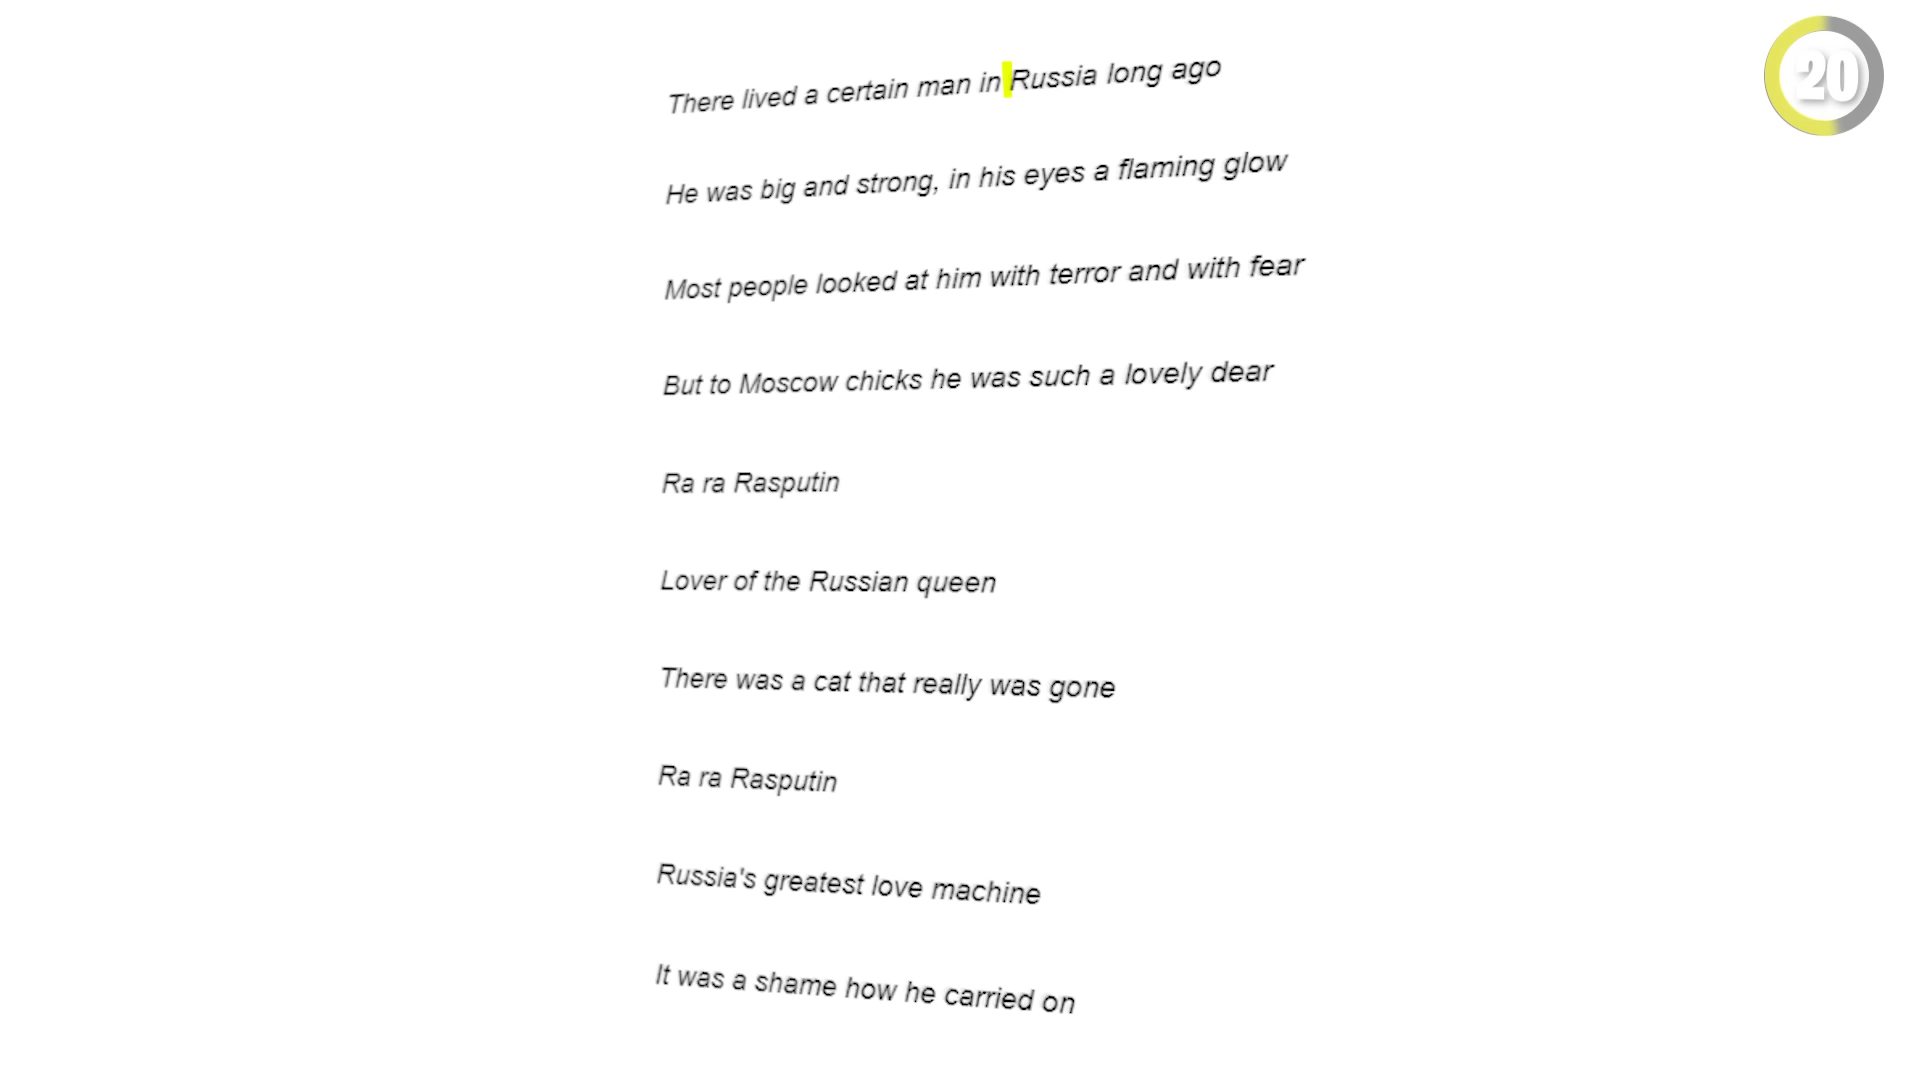 There lived a certain man in Russia long ago
20
He was big and strong, in his eyes a flaming glow
Most people looked at him with terror and with fear
But to Moscow chicks he was such a lovely dear
Ra ra Rasputin
Lover of the Russian queen
There was a cat that really was gone
Ra ra Rasputin
Russia's greatest love machine
It was a shame how he carried on